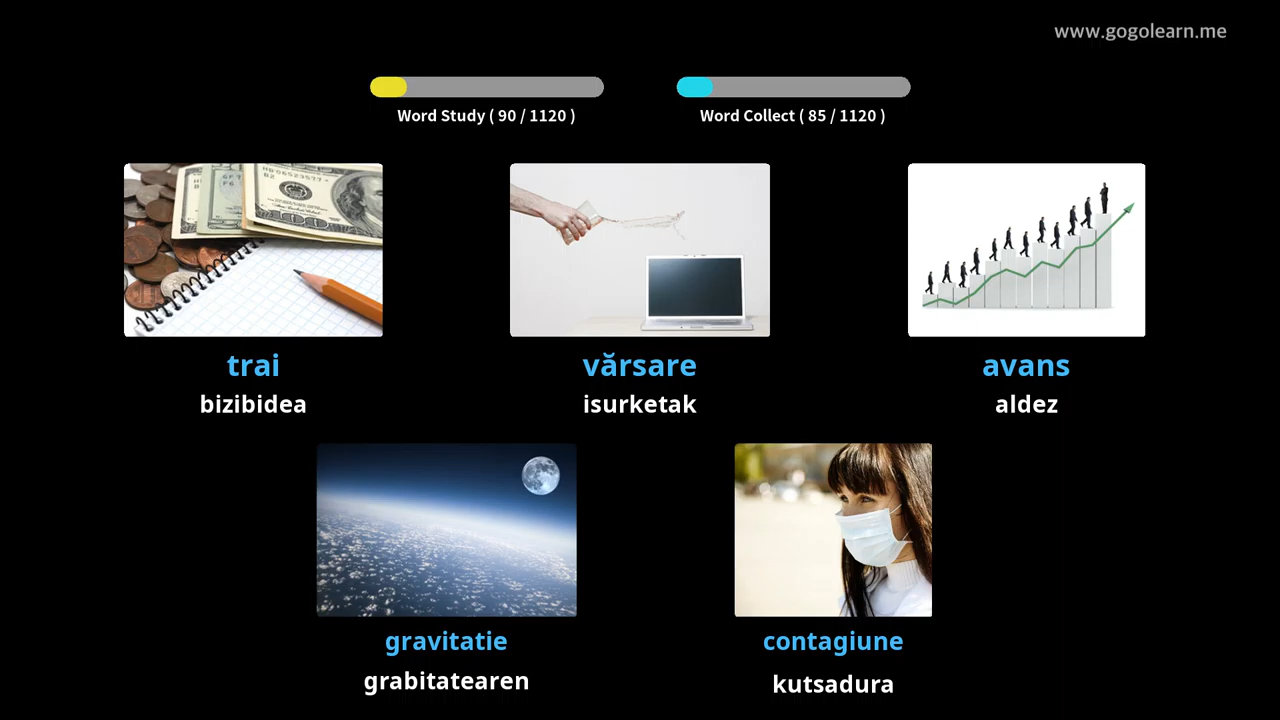 www.gogolearn.me
Word Study ( 90 / 1120 )
Word Collect ( 85 / 1120 )
trai
bizibidea
vărsare
isurketak
avans
aldez
gravitatie
grabitatearen
contagiune
kutsadura